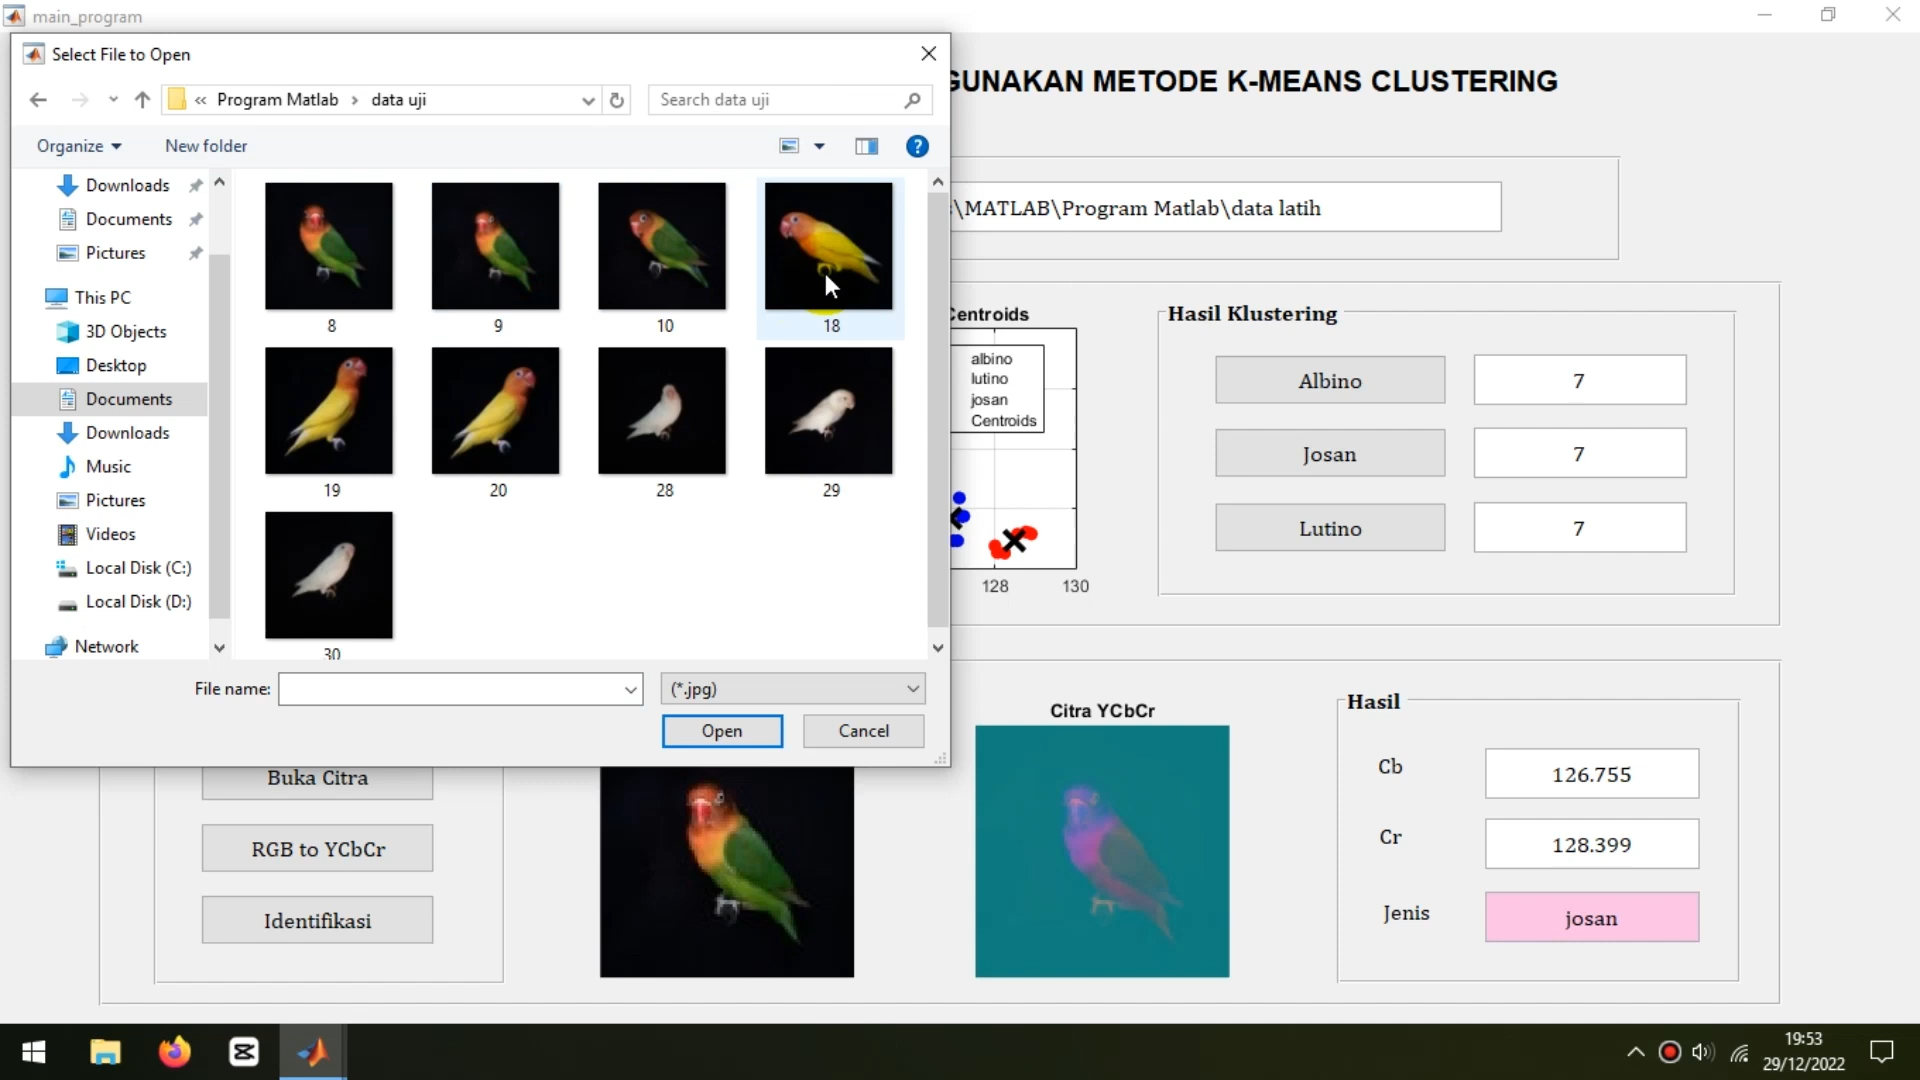 main_program
Select File to Open
« Program Matlab › data uji
Search data uji
Organize
New folder
Downloads
Documents
Pictures
This PC
3D Objects
Desktop
Documents
Downloads
Music
Pictures
Videos
Local Disk (C:)
Local Disk (D:)
Network
8
9
10
18
19
20
28
29
30
File name:
(*.jpg)
Open
Cancel
GUNAKAN METODE K-MEANS CLUSTERING
\MATLAB\Program Matlab\data latih
Centroids
albino
lutino
josan
Centroids
128
130
Hasil Klustering
Albino
7
Josan
7
Lutino
7
Buka Citra
RGB to YCbCr
Identifikasi
Citra YCbCr
Hasil
Cb
126.755
Cr
128.399
Jenis
josan
19:53
29/12/2022